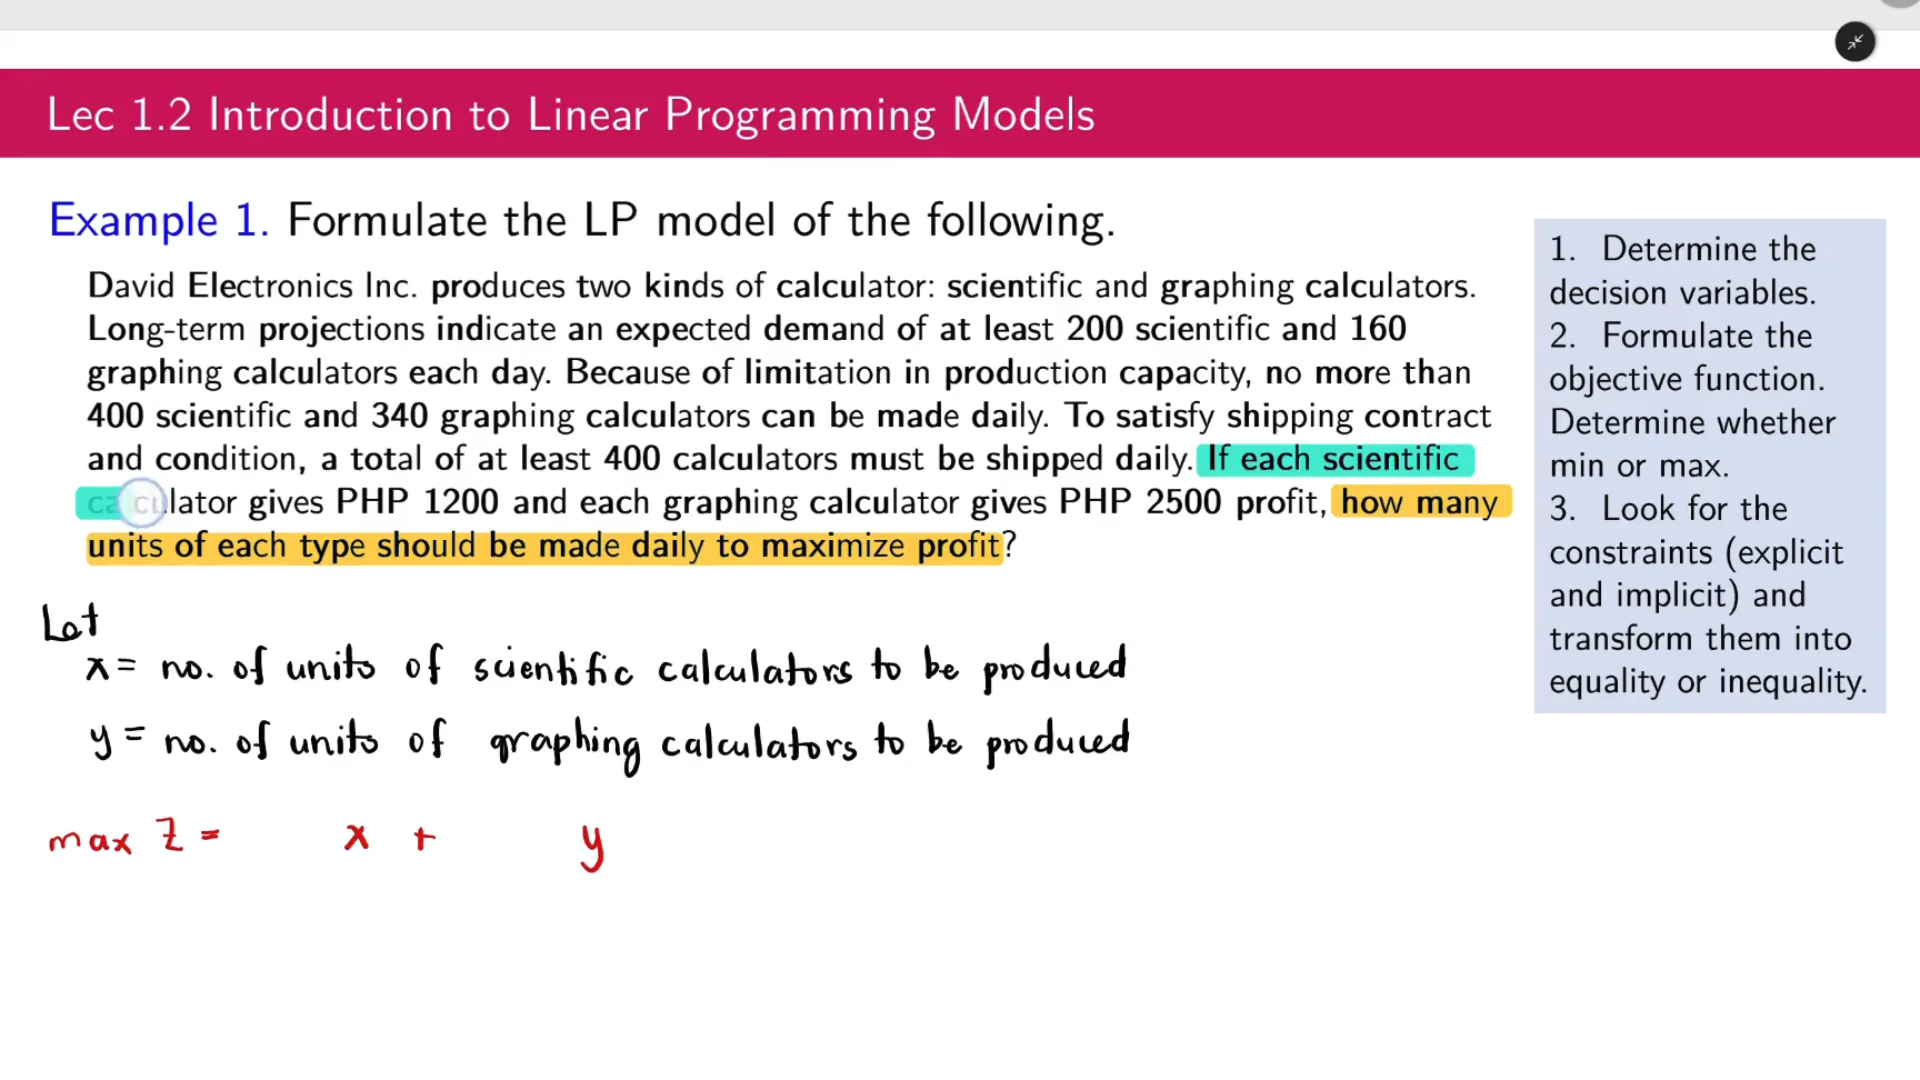 Lec 1.2 Introduction to Linear Programming Models
Example 1. Formulate the LP model of the following.
David Electronics Inc. produces two kinds of calculator: scientific and graphing calculators.
Long-term projections indicate an expected demand of at least 200 scientific and 160
graphing calculators each day. Because of limitation in production capacity, no more than
400 scientific and 340 graphing calculators can be made daily. To satisfy shipping contract
and condition, a total of at least 400 calculators must be shipped daily. If each scientific
calculator gives PHP 1200 and each graphing calculator gives PHP 2500 profit, how many
units of each type should be made daily to maximize profit?
1. Determine the
decision variables.
2. Formulate the
objective function.
Determine whether
min or max.
3. Look for the
constraints (explicit
and implicit) and
transform them into
equality or inequality.
Let
x = no. of units of scientific calculators to be produced
y = no. of units of graphing calculators to be produced
max Z = x + y